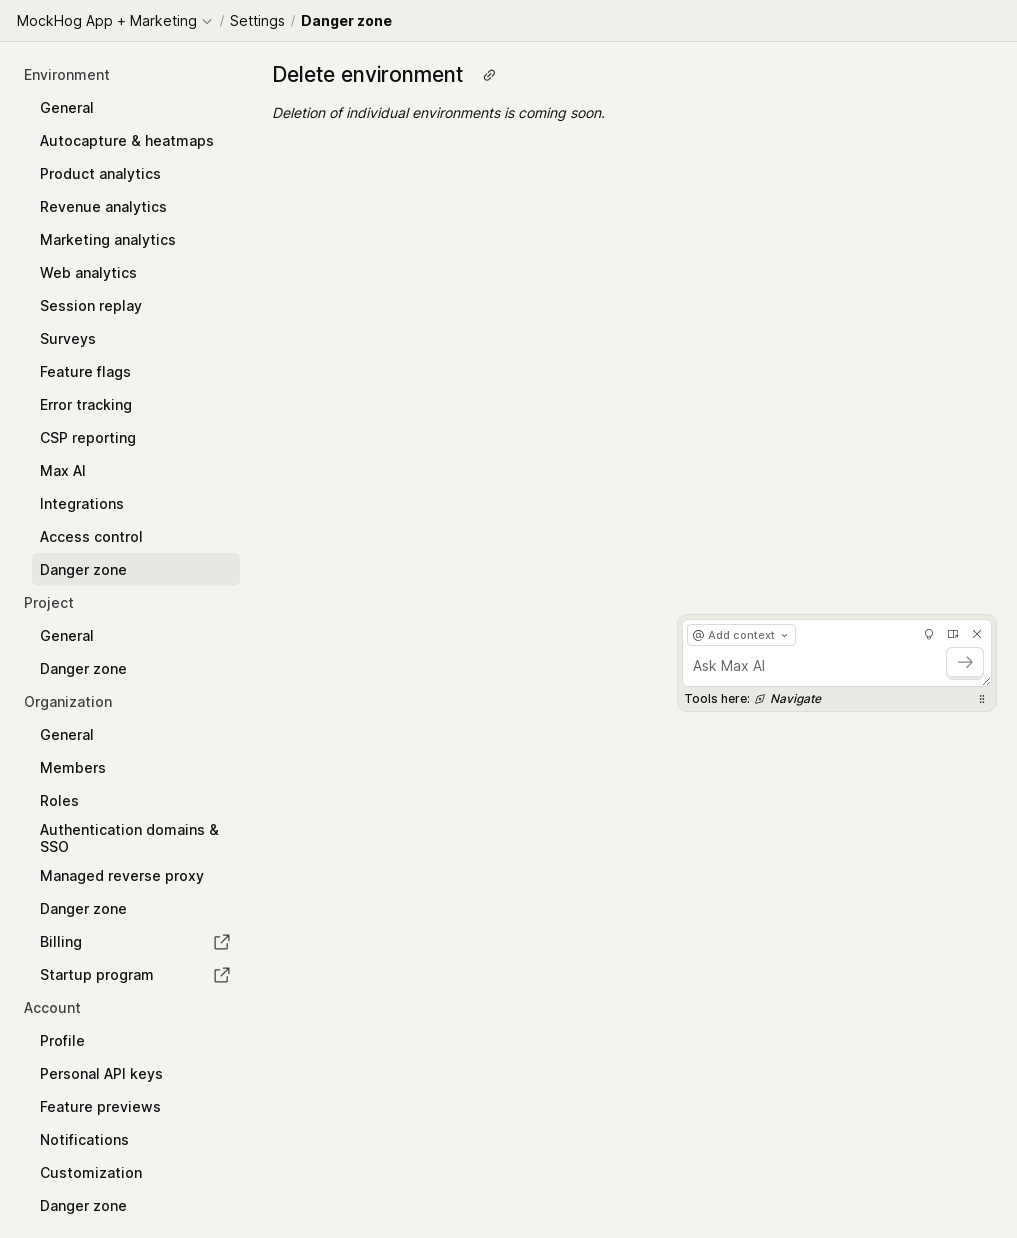 MockHog App + Marketing / Settings / Danger zone
Environment
General
Autocapture & heatmaps
Product analytics
Revenue analytics
Marketing analytics
Web analytics
Session replay
Surveys
Feature flags
Error tracking
CSP reporting
Max AI
Integrations
Access control
Danger zone
Project
General
Danger zone
Organization
General
Members
Roles
Authentication domains &
SSO
Managed reverse proxy
Danger zone
Billing
Startup program
Account
Profile
Personal API keys
Feature previews
Notifications
Customization
Danger zone
Delete environment
Deletion of individual environments is coming soon.
@ Add context
Ask Max AI
Tools here: Navigate